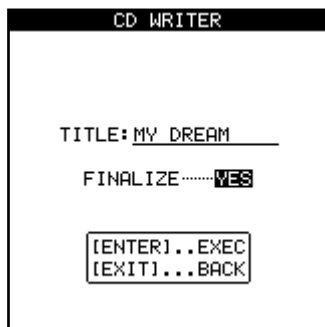 CD WRITER
TITLE:MY DREAM
FINALIZE·······YES
[ENTER]..EXEC
[EXIT]...BACK